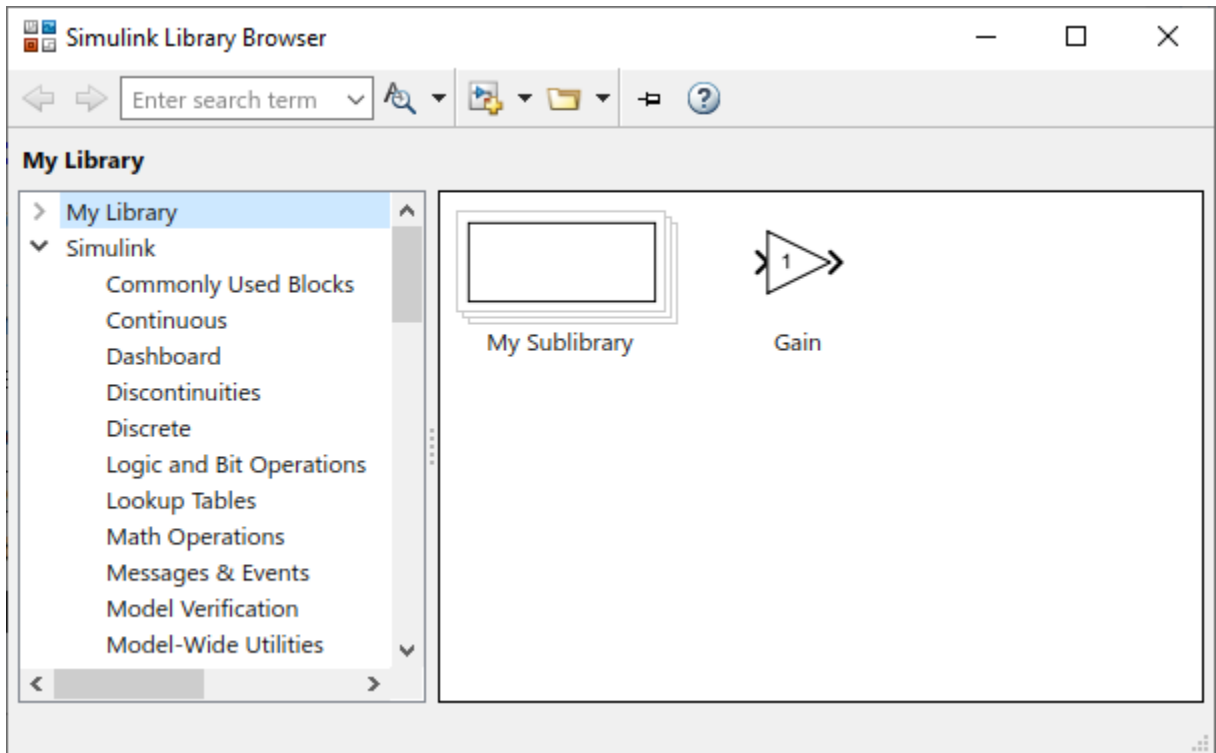 Simulink Library Browser
Enter search term
?
My Library
My Library
Simulink
Commonly Used Blocks
Continuous
Dashboard
Discontinuities
Discrete
Logic and Bit Operations
Lookup Tables
Math Operations
Messages & Events
Model Verification
Model-Wide Utilities
1
My Sublibrary
Gain